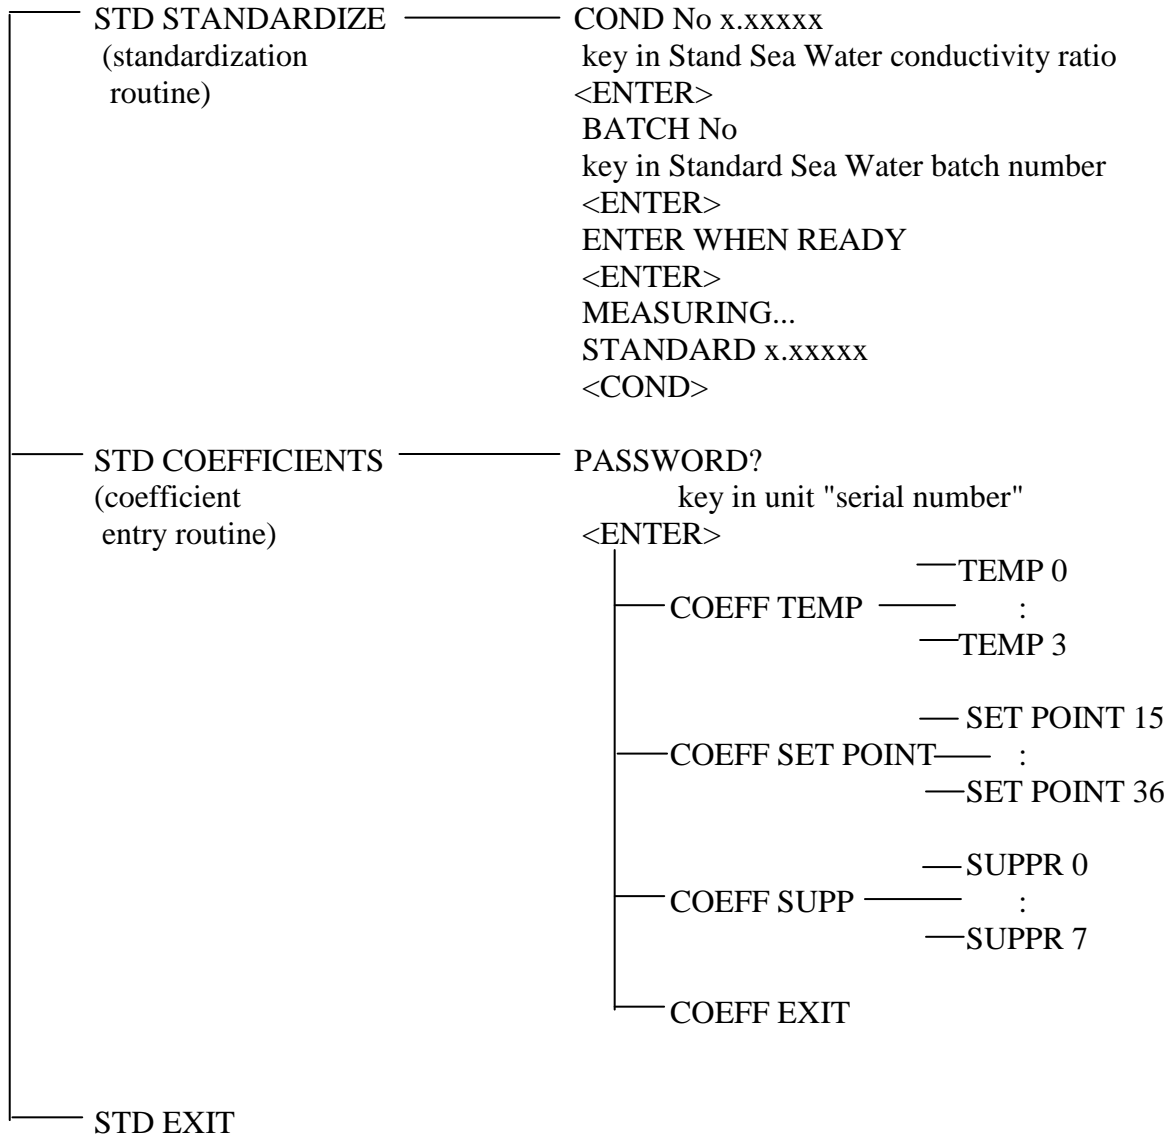 STD STANDARDIZE
(standardization
routine)
COND No x.xxxxx
key in Stand Sea Water conductivity ratio
<ENTER>
BATCH No
key in Standard Sea Water batch number
<ENTER>
ENTER WHEN READY
<ENTER>
MEASURING...
STANDARD x.xxxxx
<COND>
STD COEFFICIENTS
(coefficient
entry routine)
PASSWORD?
key in unit "serial number"
<ENTER>
COEFF TEMP
TEMP 0
:
TEMP 3
COEFF SET POINT
SET POINT 15
:
SET POINT 36
COEFF SUPP
SUPPR 0
:
SUPPR 7
COEFF EXIT
STD EXIT